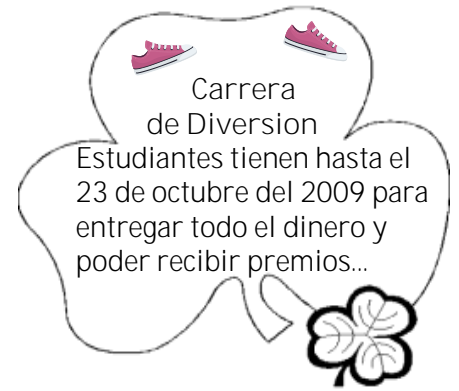 Carrera
de Diversion
Estudiantes tienen hasta el
23 de octubre del 2009 para
entregar todo el dinero y
poder recibir premios...